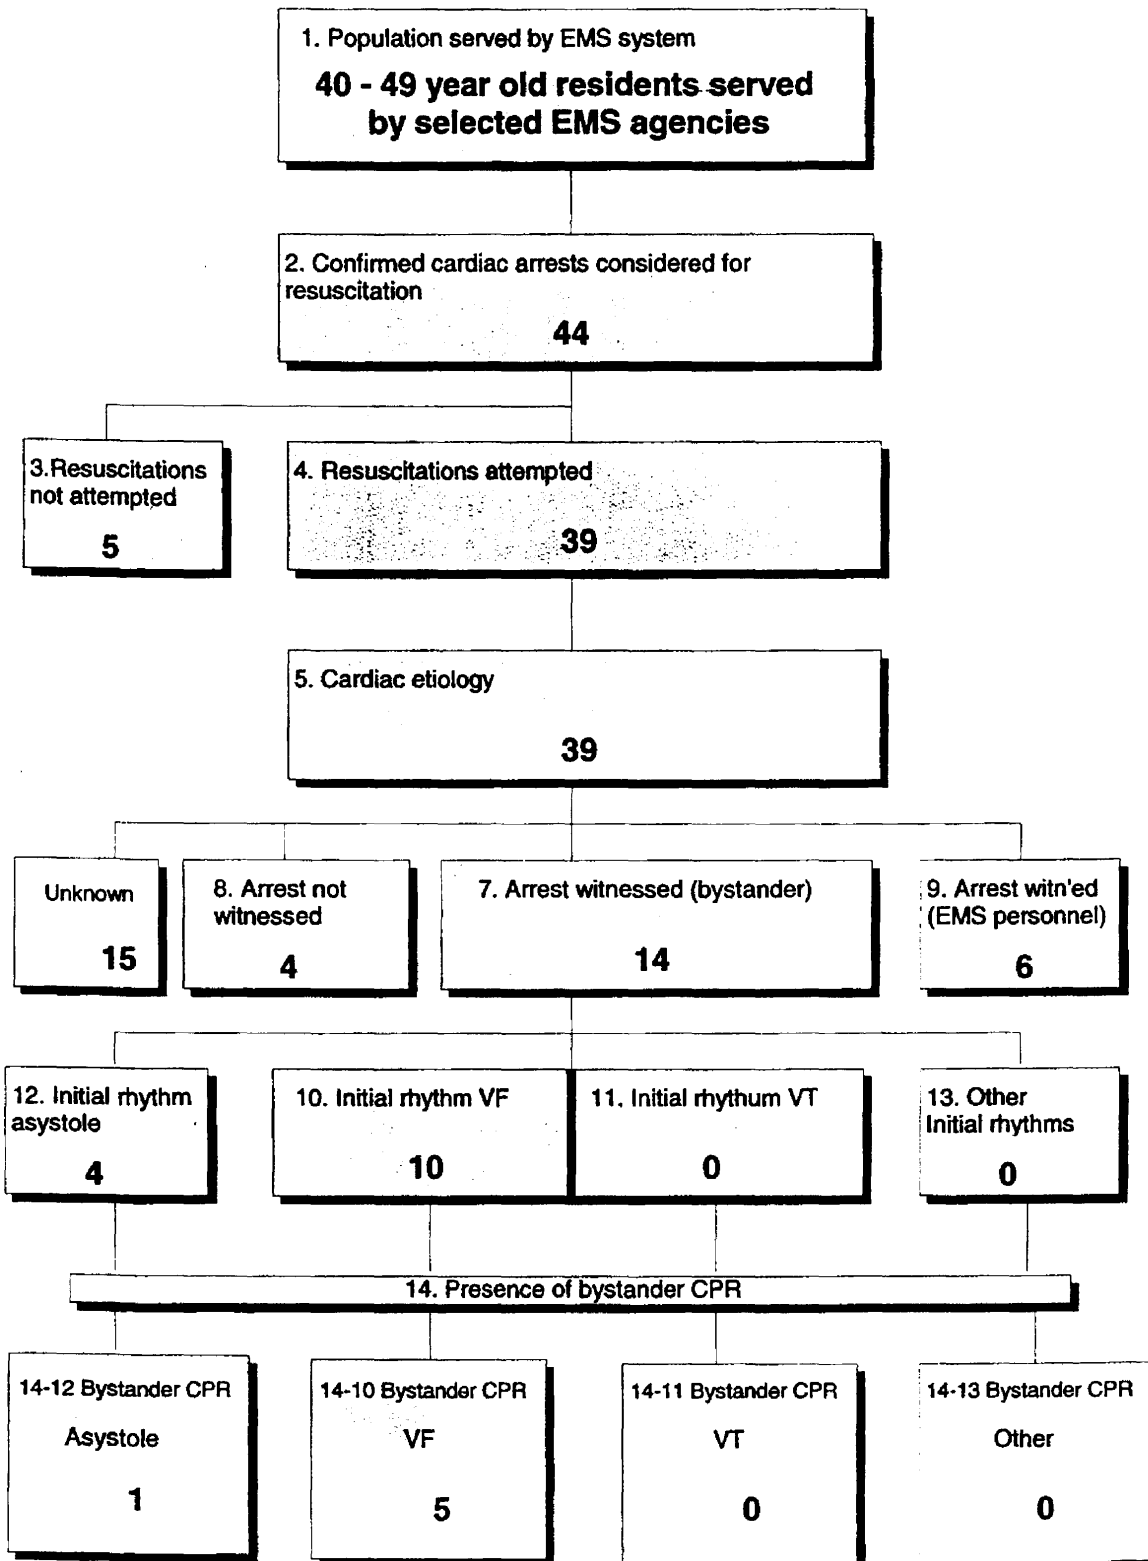 1. Population served by EMS system
40 - 49 year old residents served
by selected EMS agencies
2. Confirmed cardiac arrests considered for
resuscitation
44
3.Resuscitations
not attempted
5
4. Resuscitations attempted
39
5. Cardiac etiology
39
Unknown
15
8. Arrest not
witnessed
4
7. Arrest witnessed (bystander)
14
9. Arrest witn'ed
(EMS personnel)
6
12. Initial rhythm
asystole
4
10. Initial rhythm VF
10
11. Initial rhythum VT
0
13. Other
Initial rhythms
0
14. Presence of bystander CPR
14-12 Bystander CPR
Asystole
1
14-10 Bystander CPR
VF
5
14-11 Bystander CPR
VT
0
14-13 Bystander CPR
Other
0